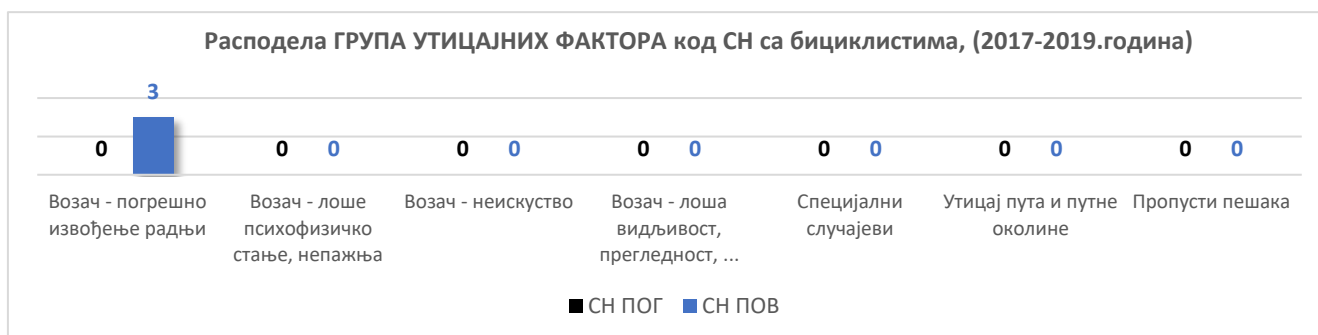 Расподела ГРУПА УТИЦАЈНИХ ФАКТОРА код СН са бициклистима, (2017-2019.година)
3
0 0 0 0 0 0 0 0 0 0 0 0 0
Возач - погрешно извођење радњи
Возач - лоше психофизичко стање, непажња
Возач - неискуство
Возач - лоша видљивост, прегледност, ...
Специјални случајеви
Утицај пута и путне околине
Пропусти пешака
СН ПОГ СН ПОВ